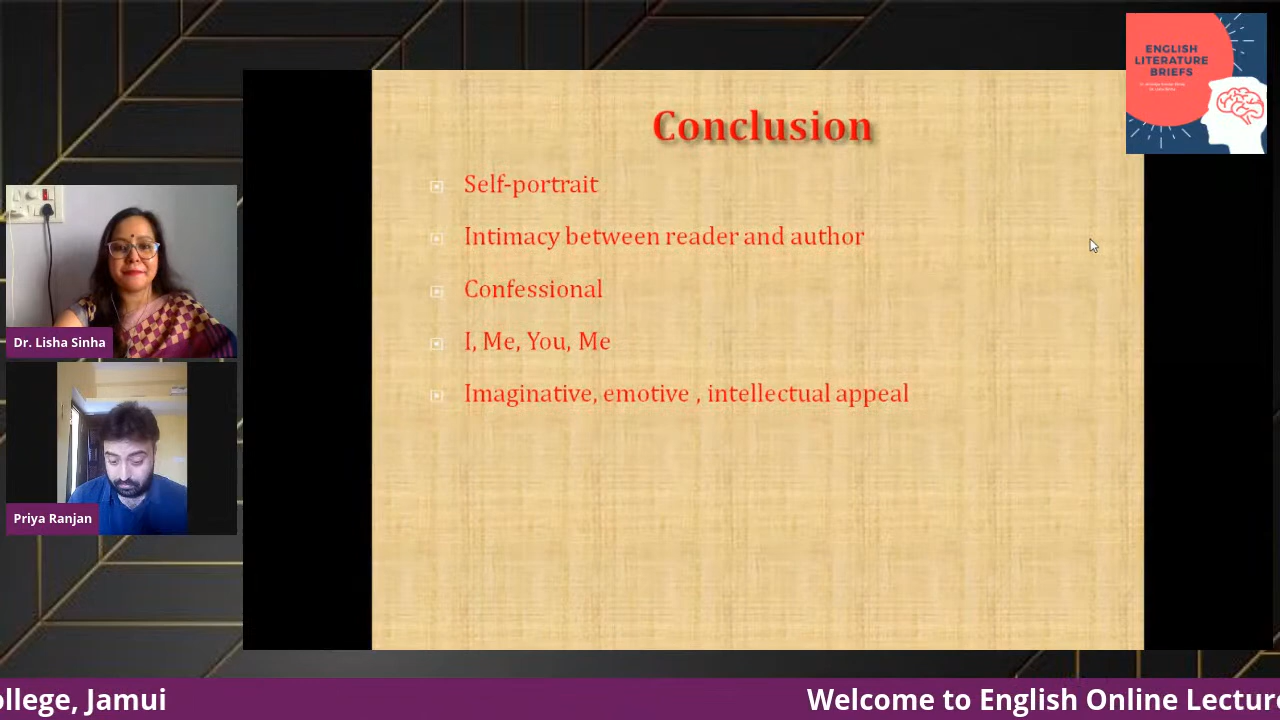 ENGLISH
LITERATURE
BRIEFS
Conclusion
Self-portrait
Intimacy between reader and author
Confessional
I, Me, You, Me
Imaginative, emotive , intellectual appeal
Dr. Lisha Sinha
Priya Ranjan
ollege, Jamui
Welcome to English Online Lecture